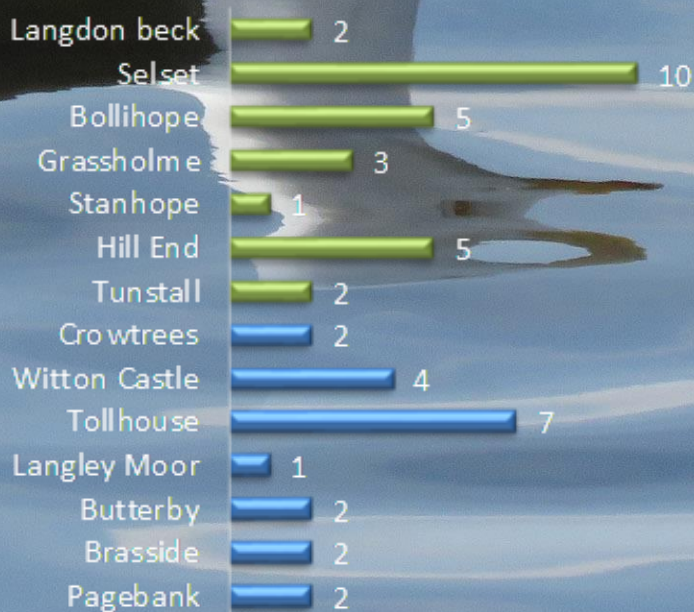 Langdon beck 2
Selset 10
Bollihope 5
Grassholme 3
Stanhope 1
Hill End 5
Tunstall 2
Crowtrees 2
Witton Castle 4
Tollhouse 7
Langley Moor 1
Butterby 2
Brasside 2
Pagebank 2